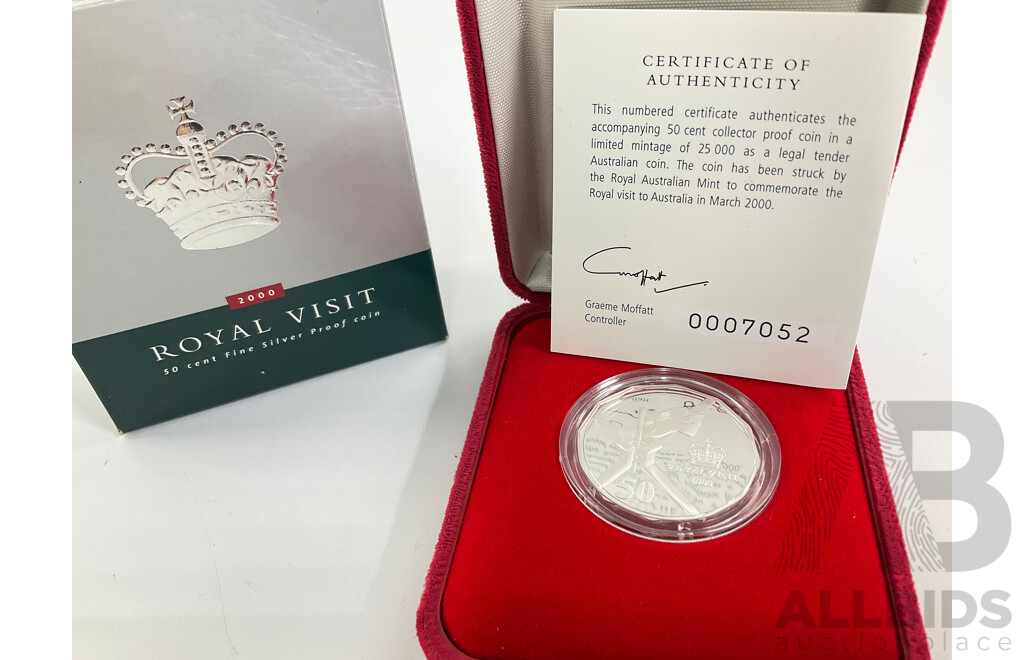 2000
ROYAL VISIT
50 cent Fine Silver Proof coin
CERTIFICATE OF
AUTHENTICITY
This numbered certificate authenticates the
accompanying 50 cent collector proof coin in a
limited mintage of 25 000 as a legal tender
Australian coin. The coin has been struck by
the Royal Australian Mint to commemorate the
Royal visit to Australia in March 2000.
Graeme Moffatt
Controller
0007052
50
ROYAL VISIT
2000
B
ALLBIDS
auction place